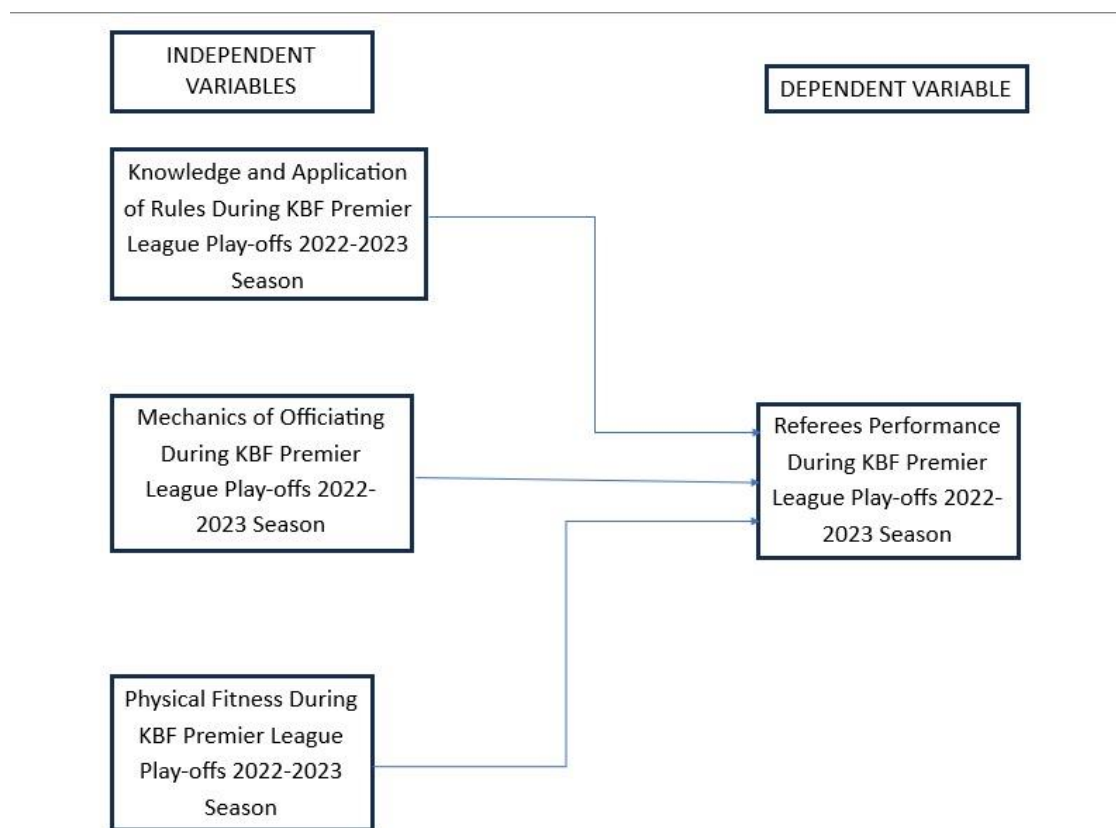 INDEPENDENT
VARIABLES
DEPENDENT VARIABLE
Knowledge and Application
of Rules During KBF Premier
League Play-offs 2022-2023
Season
Mechanics of Officiating
During KBF Premier
League Play-offs 2022-
2023 Season
Referees Performance
During KBF Premier
League Play-offs 2022-
2023 Season
Physical Fitness During
KBF Premier League
Play-offs 2022-2023
Season